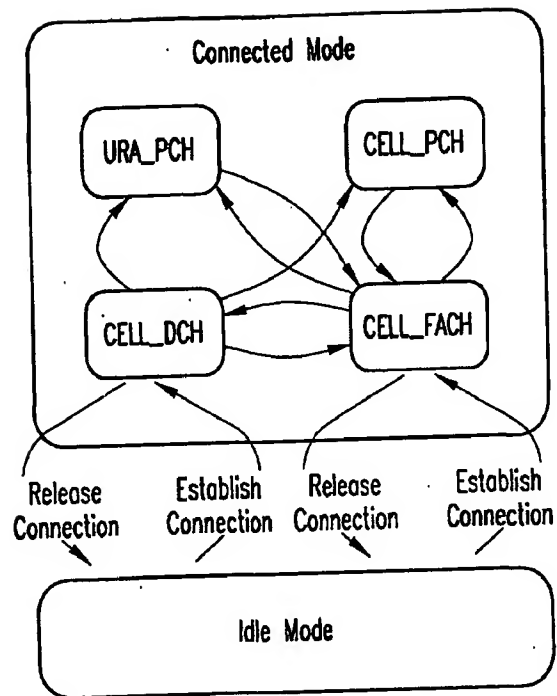 Connected Mode
URA_PCH
CELL_PCH
CELL_DCH
CELL_FACH
Release
Connection
Establish
Connection
Release
Connection
Establish
Connection
Idle Mode